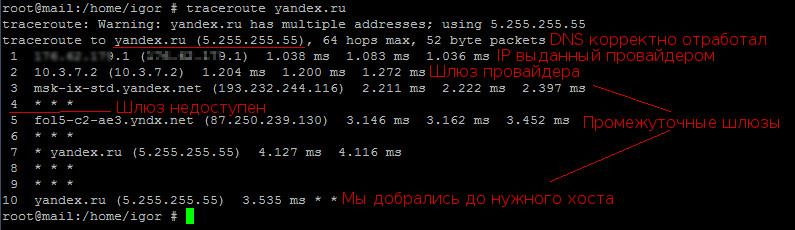 root@mail:/home/igor # traceroute yandex.ru
traceroute: Warning: yandex.ru has multiple addresses; using 5.255.255.55
traceroute to yandex.ru (5.255.255.55), 64 hops max, 52 byte packets DNS корректно отработал
1 9.1 ( 9.1) 1.038 ms 1.083 ms 1.036 ms IP выданный провайдером
2 10.3.7.2 (10.3.7.2) 1.204 ms 1.200 ms 1.272 ms Шлюз провайдера
3 msk-ix-std.yandex.net (193.232.244.116) 2.211 ms 2.222 ms 2.397 ms
4 * * * Шлюз недоступен
5 fol5-c2-ae3.yndx.net (87.250.239.130) 3.146 ms 3.162 ms 3.452 ms Промежуточные шлюзы
6 * * *
7 * yandex.ru (5.255.255.55) 4.127 ms 4.116 ms
8 * * *
9 * * *
10 yandex.ru (5.255.255.55) 3.535 ms * * Мы добрались до нужного хоста
root@mail:/home/igor #